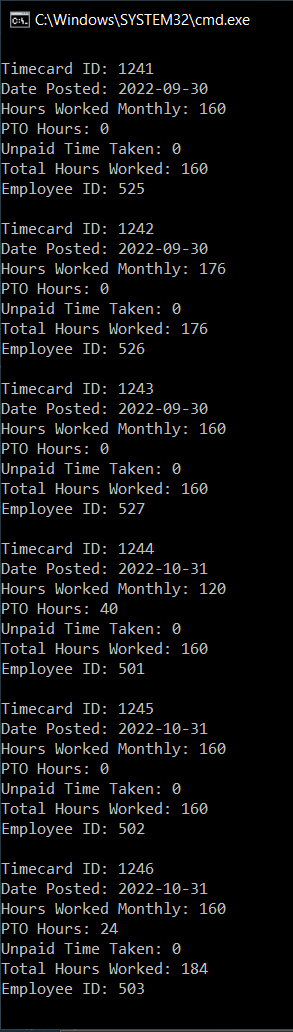 C:\Windows\SYSTEM32\cmd.exe
Timecard ID: 1241
Date Posted: 2022-09-30
Hours Worked Monthly: 160
PTO Hours: 0
Unpaid Time Taken: 0
Total Hours Worked: 160
Employee ID: 525
Timecard ID: 1242
Date Posted: 2022-09-30
Hours Worked Monthly: 176
PTO Hours: 0
Unpaid Time Taken: 0
Total Hours Worked: 176
Employee ID: 526
Timecard ID: 1243
Date Posted: 2022-09-30
Hours Worked Monthly: 160
PTO Hours: 0
Unpaid Time Taken: 0
Total Hours Worked: 160
Employee ID: 527
Timecard ID: 1244
Date Posted: 2022-10-31
Hours Worked Monthly: 120
PTO Hours: 40
Unpaid Time Taken: 0
Total Hours Worked: 160
Employee ID: 501
Timecard ID: 1245
Date Posted: 2022-10-31
Hours Worked Monthly: 160
PTO Hours: 0
Unpaid Time Taken: 0
Total Hours Worked: 160
Employee ID: 502
Timecard ID: 1246
Date Posted: 2022-10-31
Hours Worked Monthly: 160
PTO Hours: 24
Unpaid Time Taken: 0
Total Hours Worked: 184
Employee ID: 503